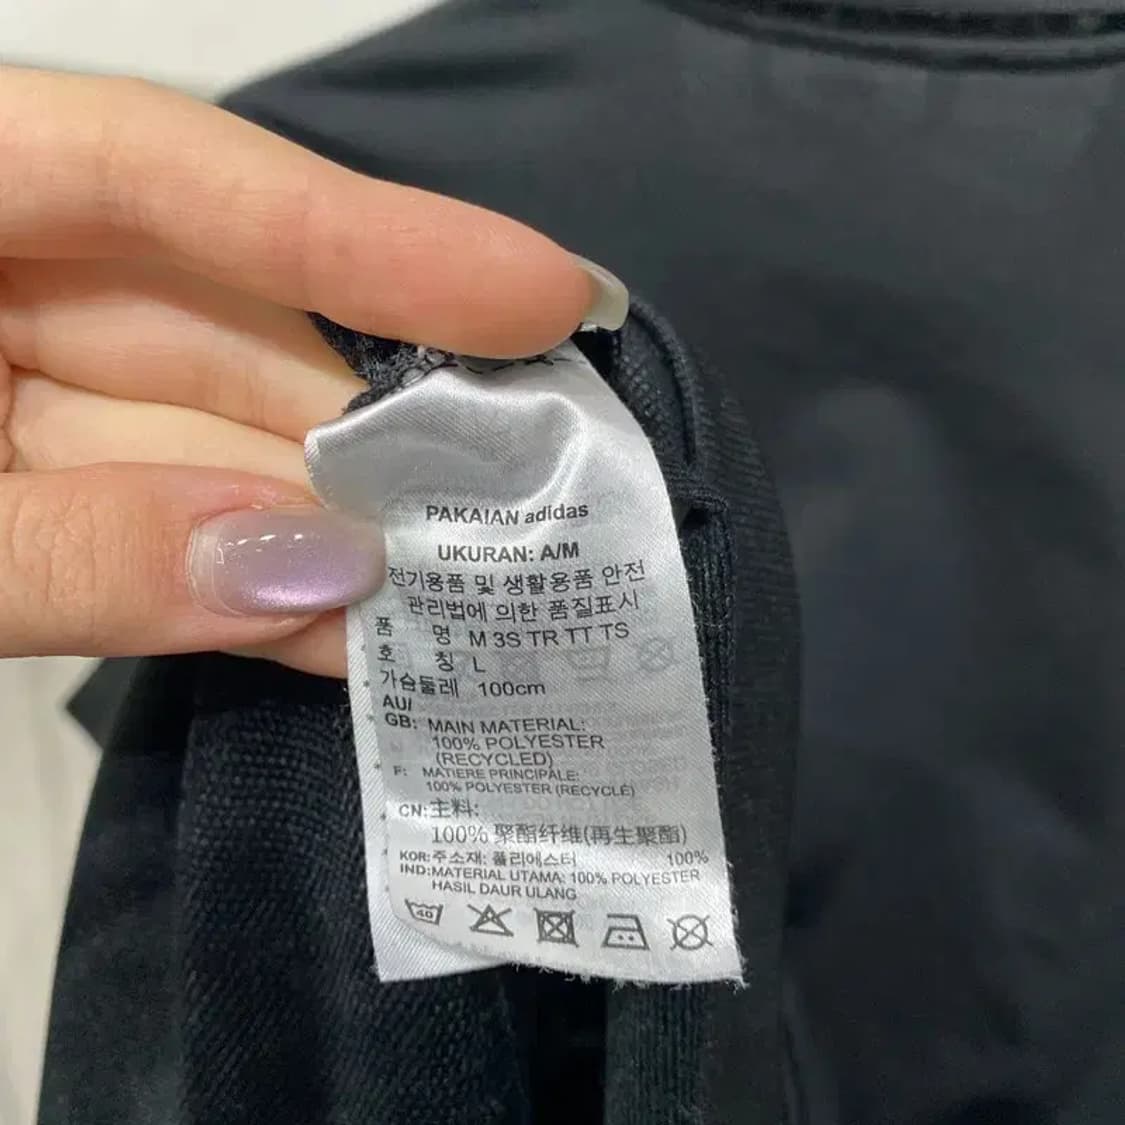 PAKAIAN adidas
UKURAN: A/M
전기용품 및 생활용품 안전
관리법에 의한 품질표시
품 명 M 3S TR TT TS
호 칭 L
가슴둘레 100cm
AU/
GB: MAIN MATERIAL:
100% POLYESTER
(RECYCLED)
F: MATIERE PRINCIPALE:
100% POLYESTER (RECYCLÉ)
CN:主料:
100% 聚酯纤维(再生聚酯)
KOR:주소재: 폴리에스터 100%
IND:MATERIAL UTAMA: 100% POLYESTER
HASIL DAUR ULANG
40